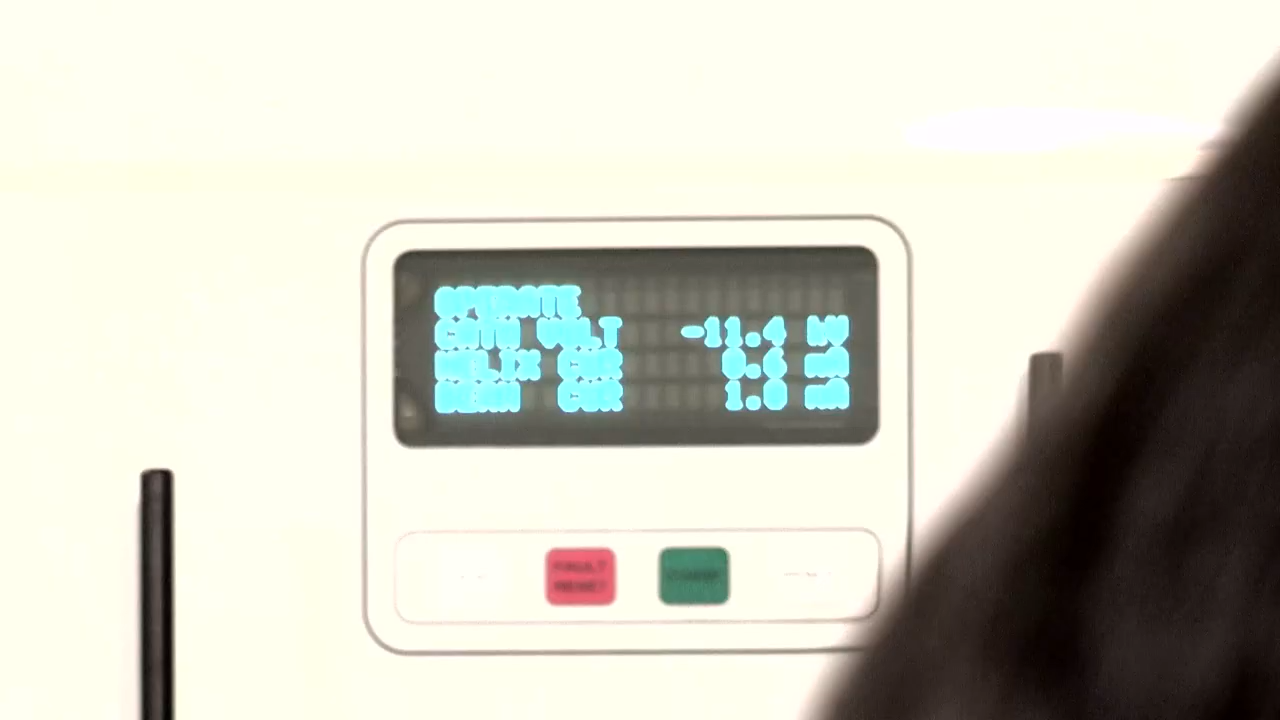 OPERATE
CATH VOLT -11.4 kV
HELIX CUR 0.6 mA
BEAM CUR 1.0 mA
FAULT
RESET